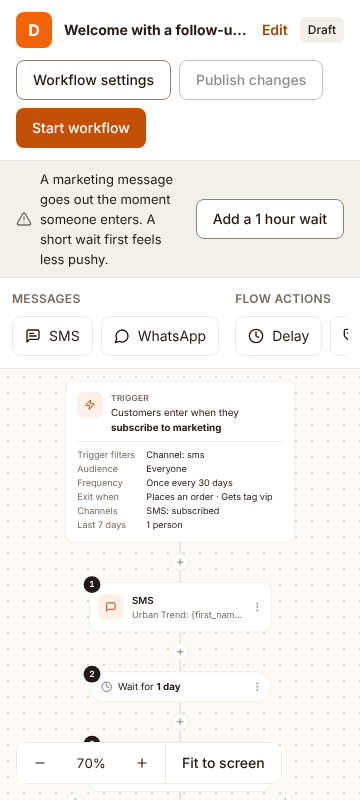 D
Welcome with a follow-u...
Edit
Draft
Workflow settings
Publish changes
Start workflow
A marketing message
goes out the moment
someone enters. A
short wait first feels
less pushy.
Add a 1 hour wait
MESSAGES
FLOW ACTIONS
SMS
WhatsApp
Delay
TRIGGER
Customers enter when they
subscribe to marketing
Trigger filters Channel: sms
Audience Everyone
Frequency Once every 30 days
Exit when Places an order · Gets tag vip
Channels SMS: subscribed
Last 7 days 1 person
1
SMS
Urban Trend: {first_nam...
2
Wait for 1 day
70%
Fit to screen